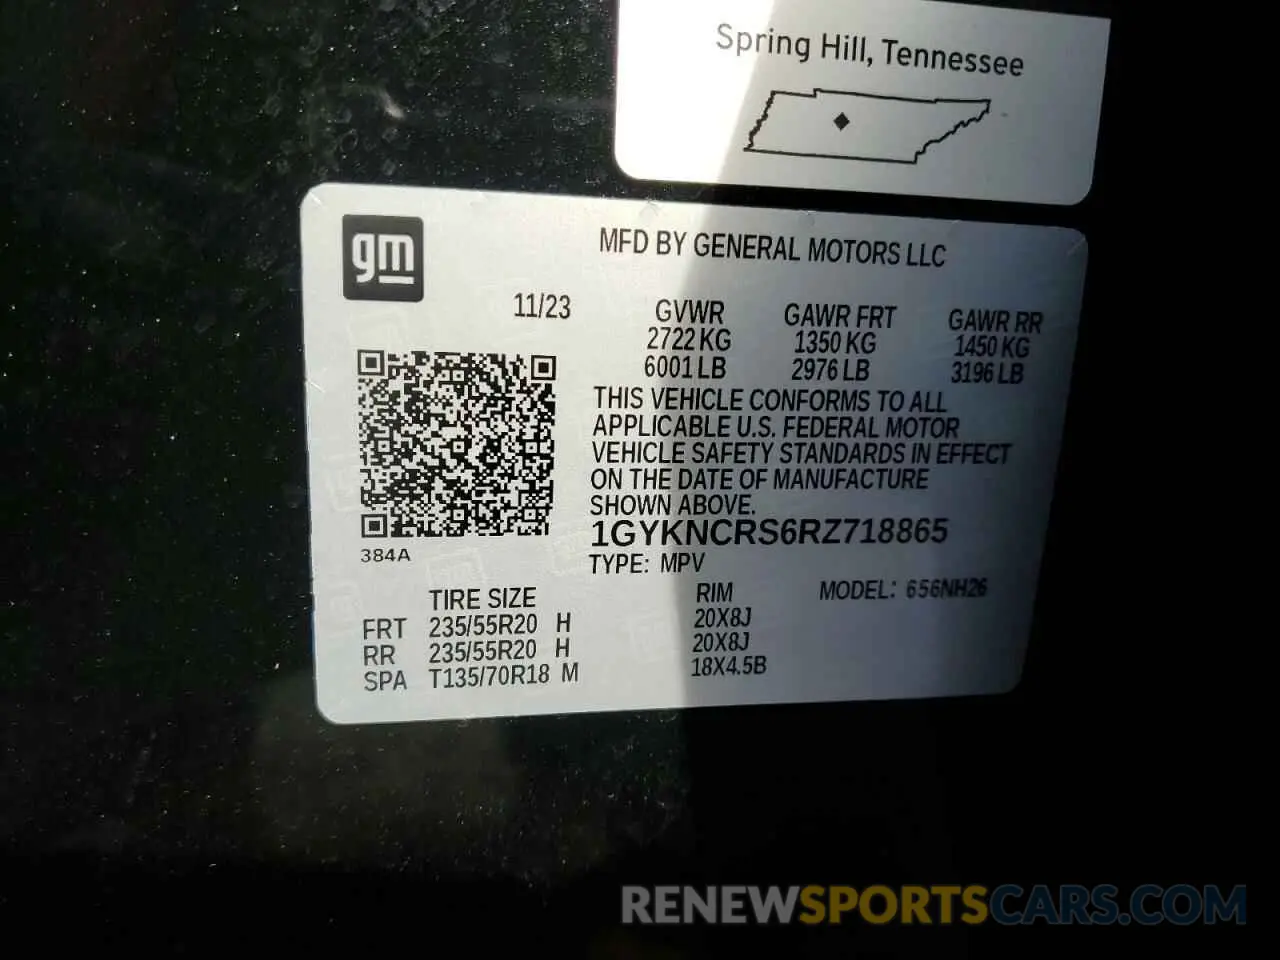 Spring Hill, Tennessee
gm
MFD BY GENERAL MOTORS LLC
11/23 GVWR GAWR FRT GAWR RR
2722 KG 1350 KG 1450 KG
6001 LB 2976 LB 3196 LB
THIS VEHICLE CONFORMS TO ALL
APPLICABLE U.S. FEDERAL MOTOR
VEHICLE SAFETY STANDARDS IN EFFECT
ON THE DATE OF MANUFACTURE
SHOWN ABOVE.
1GYKNCRS6RZ718865
384A
TYPE: MPV
TIRE SIZE RIM MODEL: 656NH26
FRT 235/55R20 H 20X8J
RR 235/55R20 H 20X8J
SPA T135/70R18 M 18X4.5B
RENEWSPORTSCARS.COM